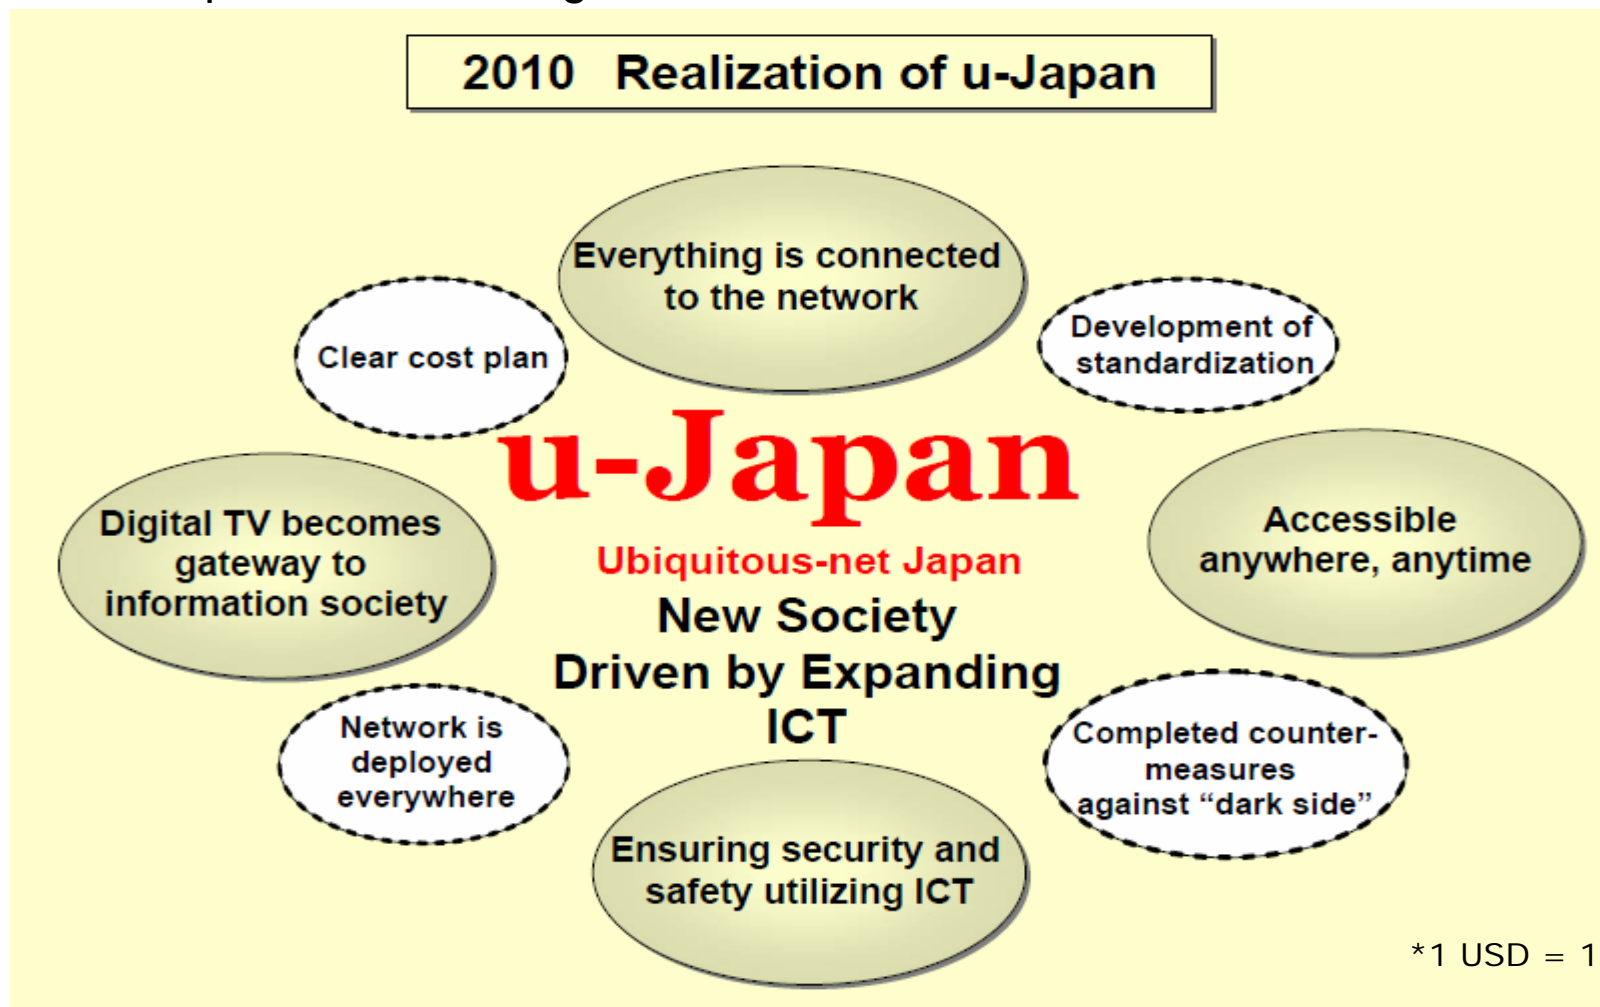 2010 Realization of u-Japan
Everything is connected
to the network
Clear cost plan
Development of
standardization
u-Japan
Digital TV becomes
gateway to
information society
Accessible
anywhere, anytime
Ubiquitous-net Japan
New Society
Driven by Expanding
ICT
Network is
deployed
everywhere
Completed counter-
measures
against “dark side”
Ensuring security and
safety utilizing ICT
*1 USD = 1